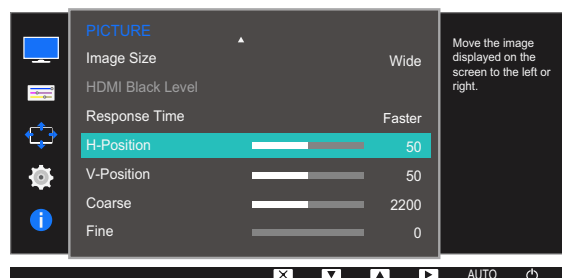 PICTURE
Image Size Wide
HDMI Black Level
Response Time Faster
H-Position 50
V-Position 50
Coarse 2200
Fine 0
Move the image
displayed on the
screen to the left or
right.
AUTO